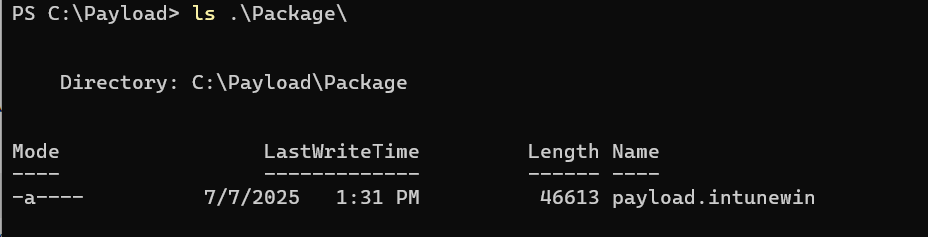 PS C:\Payload> ls .\Package\
Directory: C:\Payload\Package
Mode                 LastWriteTime         Length Name
----                 -------------         ------ ----
-a----          7/7/2025   1:31 PM          46613 payload.intunewin